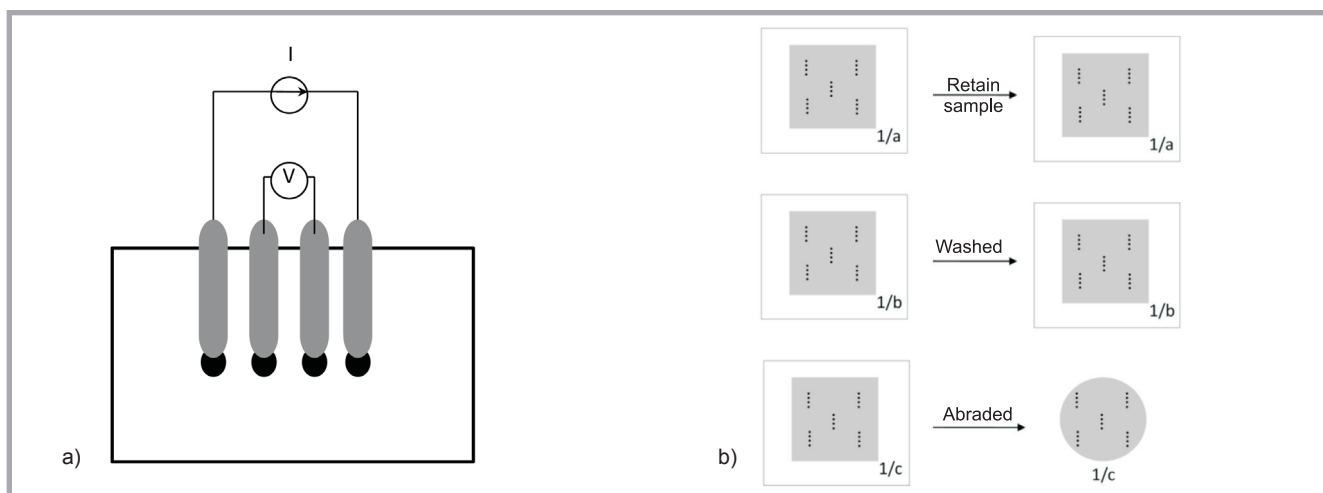 I
V
a)
1/a
Retain
sample
1/a
1/b
Washed
1/b
1/c
Abraded
1/c
b)